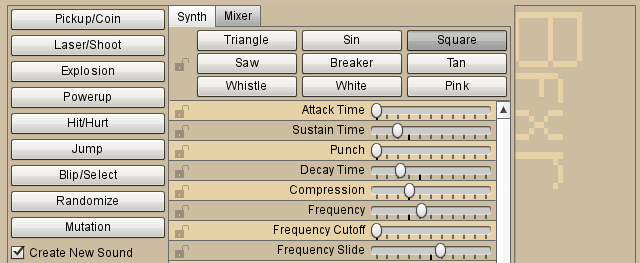 Pickup/Coin
Laser/Shoot
Explosion
Powerup
Hit/Hurt
Jump
Blip/Select
Randomize
Mutation
Create New Sound
Synth Mixer
Triangle Sin Square
Saw Breaker Tan
Whistle White Pink
Attack Time
Sustain Time
Punch
Decay Time
Compression
Frequency
Frequency Cutoff
Frequency Slide
Bfxr